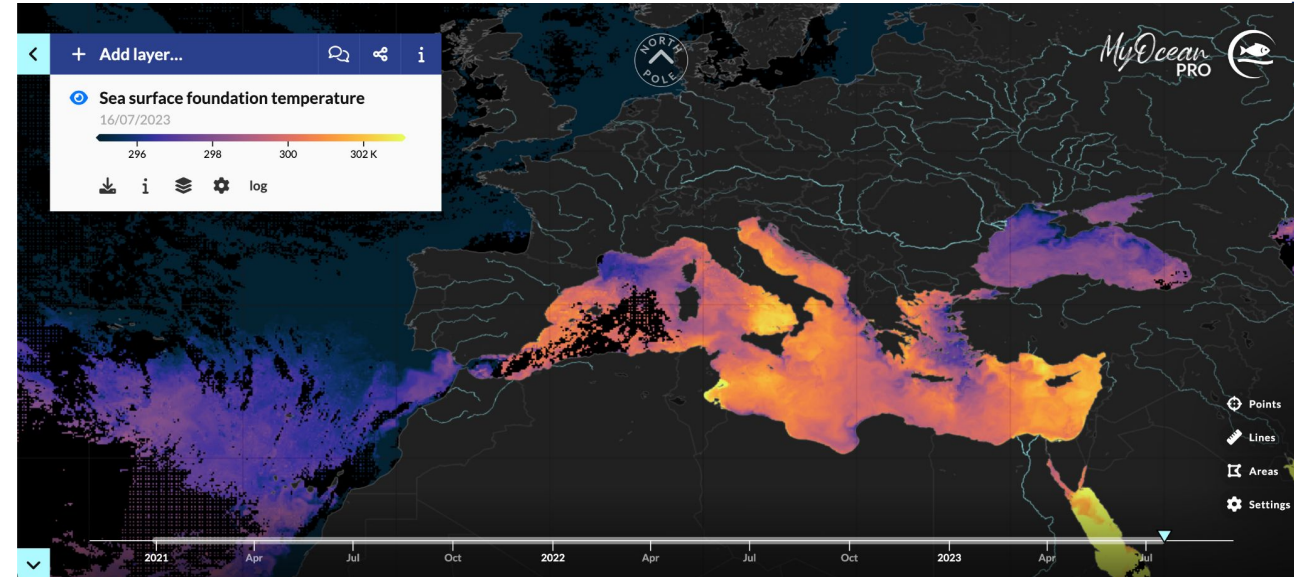 Add layer...
Sea surface foundation temperature
16/07/2023
296 298 300 302 K
log
NORTH
POLE
MyOcean
PRO
Points
Lines
Areas
Settings
2021 Apr Jul Oct 2022 Apr Jul Oct 2023 Apr Jul